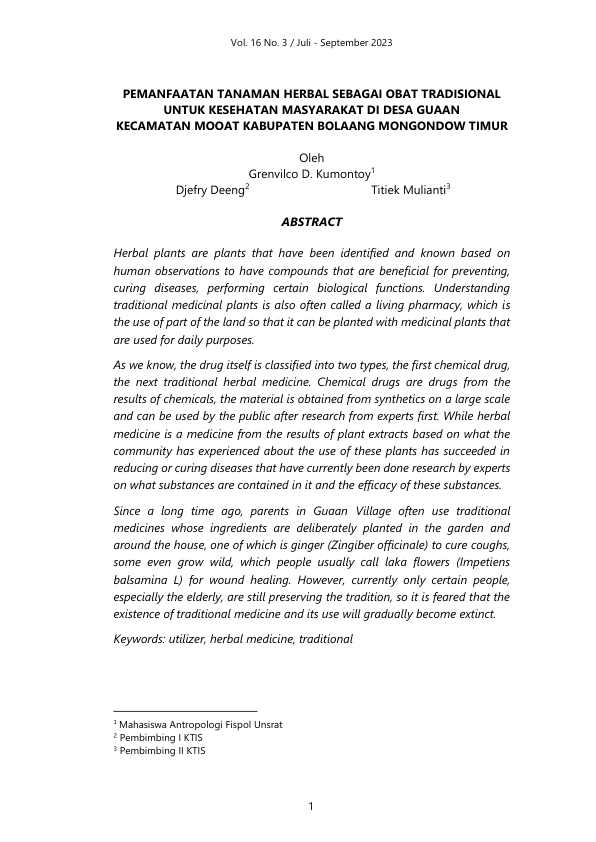 Vol. 16 No. 3 / Juli - September 2023
PEMANFAATAN TANAMAN HERBAL SEBAGAI OBAT TRADISIONAL
UNTUK KESEHATAN MASYARAKAT DI DESA GUAAN
KECAMATAN MOOAT KABUPATEN BOLAANG MONGONDOW TIMUR
Oleh
Grenvilco D. Kumontoy1
Djefry Deeng2 Titiek Mulianti3
ABSTRACT
Herbal plants are plants that have been identified and known based on
human observations to have compounds that are beneficial for preventing,
curing diseases, performing certain biological functions. Understanding
traditional medicinal plants is also often called a living pharmacy, which is
the use of part of the land so that it can be planted with medicinal plants that
are used for daily purposes.
As we know, the drug itself is classified into two types, the first chemical drug,
the next traditional herbal medicine. Chemical drugs are drugs from the
results of chemicals, the material is obtained from synthetics on a large scale
and can be used by the public after research from experts first. While herbal
medicine is a medicine from the results of plant extracts based on what the
community has experienced about the use of these plants has succeeded in
reducing or curing diseases that have currently been done research by experts
on what substances are contained in it and the efficacy of these substances.
Since a long time ago, parents in Guaan Village often use traditional
medicines whose ingredients are deliberately planted in the garden and
around the house, one of which is ginger (Zingiber officinale) to cure coughs,
some even grow wild, which people usually call laka flowers (Impetiens
balsamina L) for wound healing. However, currently only certain people,
especially the elderly, are still preserving the tradition, so it is feared that the
existence of traditional medicine and its use will gradually become extinct.
Keywords: utilizer, herbal medicine, traditional
1 Mahasiswa Antropologi Fispol Unsrat
2 Pembimbing I KTIS
3 Pembimbing II KTIS
1